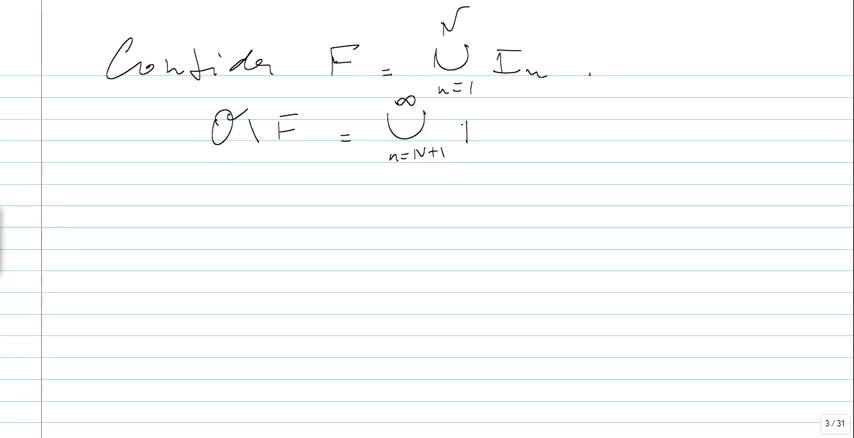 Consider F = ⋃_{n=1}^{N} I_n .
O \ F = ⋃_{n=N+1}^{∞} I
3 / 31